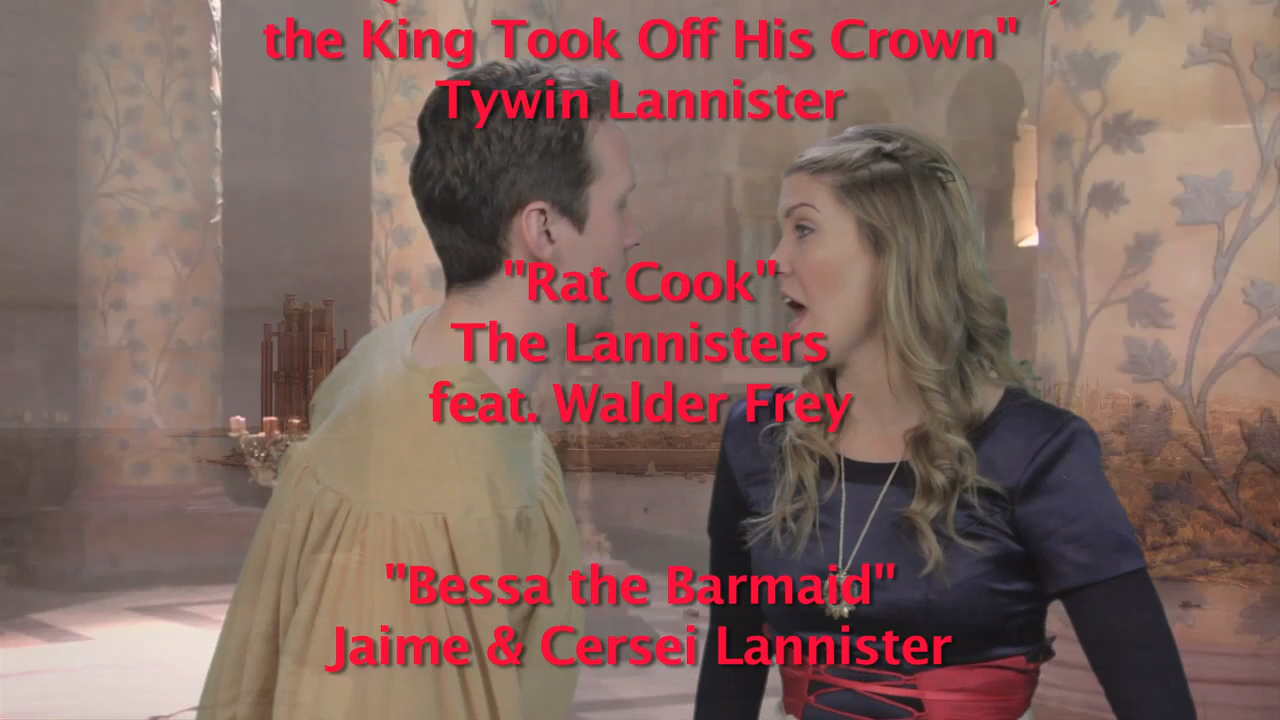 the King Took Off His Crown"
Tywin Lannister
"Rat Cook"
The Lannisters
feat. Walder Frey
"Bessa the Barmaid"
Jaime & Cersei Lannister